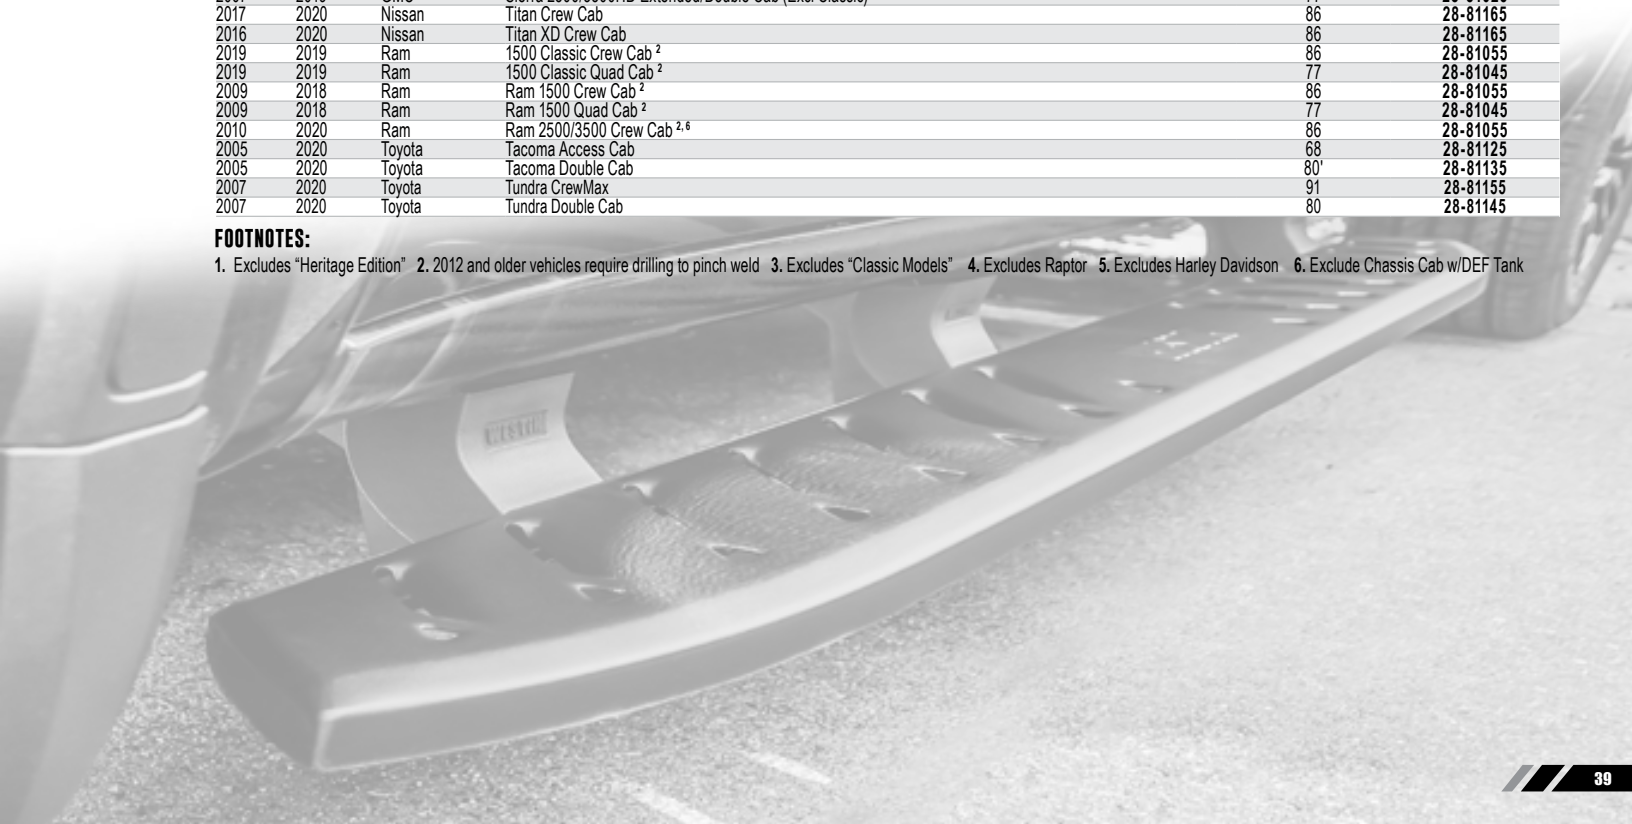 2017 2020 Nissan Titan Crew Cab 86 28-81165
2016 2020 Nissan Titan XD Crew Cab 86 28-81165
2019 2019 Ram 1500 Classic Crew Cab ² 86 28-81055
2019 2019 Ram 1500 Classic Quad Cab ² 77 28-81045
2009 2018 Ram Ram 1500 Crew Cab ² 86 28-81055
2009 2018 Ram Ram 1500 Quad Cab ² 77 28-81045
2010 2020 Ram Ram 2500/3500 Crew Cab ²,⁶ 86 28-81055
2005 2020 Toyota Tacoma Access Cab 68 28-81125
2005 2020 Toyota Tacoma Double Cab 80' 28-81135
2007 2020 Toyota Tundra CrewMax 91 28-81155
2007 2020 Toyota Tundra Double Cab 80 28-81145
FOOTNOTES:
1. Excludes “Heritage Edition” 2. 2012 and older vehicles require drilling to pinch weld 3. Excludes “Classic Models” 4. Excludes Raptor 5. Excludes Harley Davidson 6. Exclude Chassis Cab w/DEF Tank
WESTIN
39